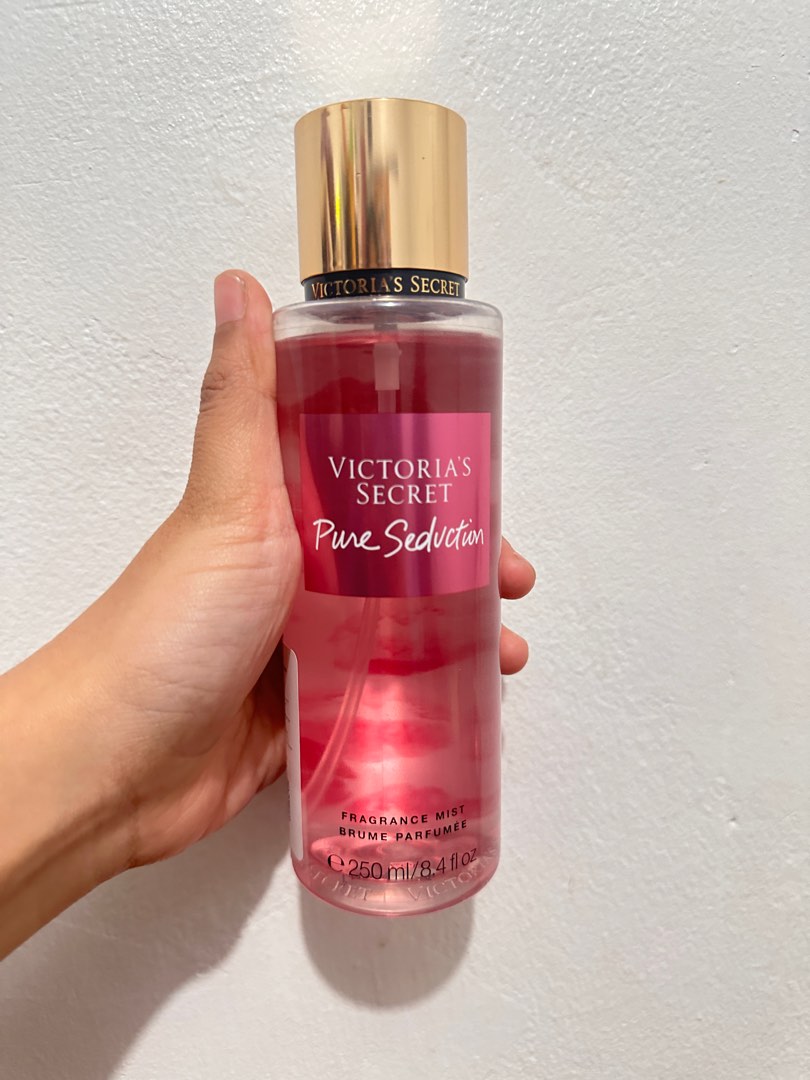 VICTORIA'S SECRET
VICTORIA'S
SECRET
Pure Seduction
FRAGRANCE MIST
BRUME PARFUMÉE
℮ 250 ml/8.4 fl oz